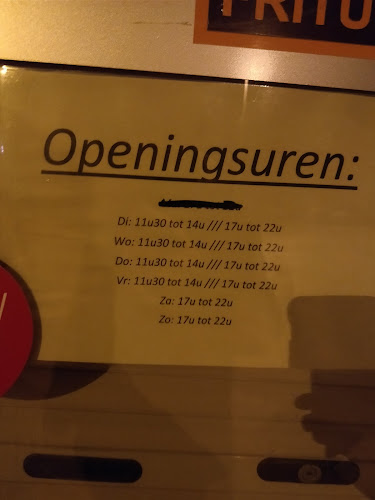 FRITU
Openingsuren:
Di: 11u30 tot 14u /// 17u tot 22u
Wo: 11u30 tot 14u /// 17u tot 22u
Do: 11u30 tot 14u /// 17u tot 22u
Vr: 11u30 tot 14u /// 17u tot 22u
Za: 17u tot 22u
Zo: 17u tot 22u